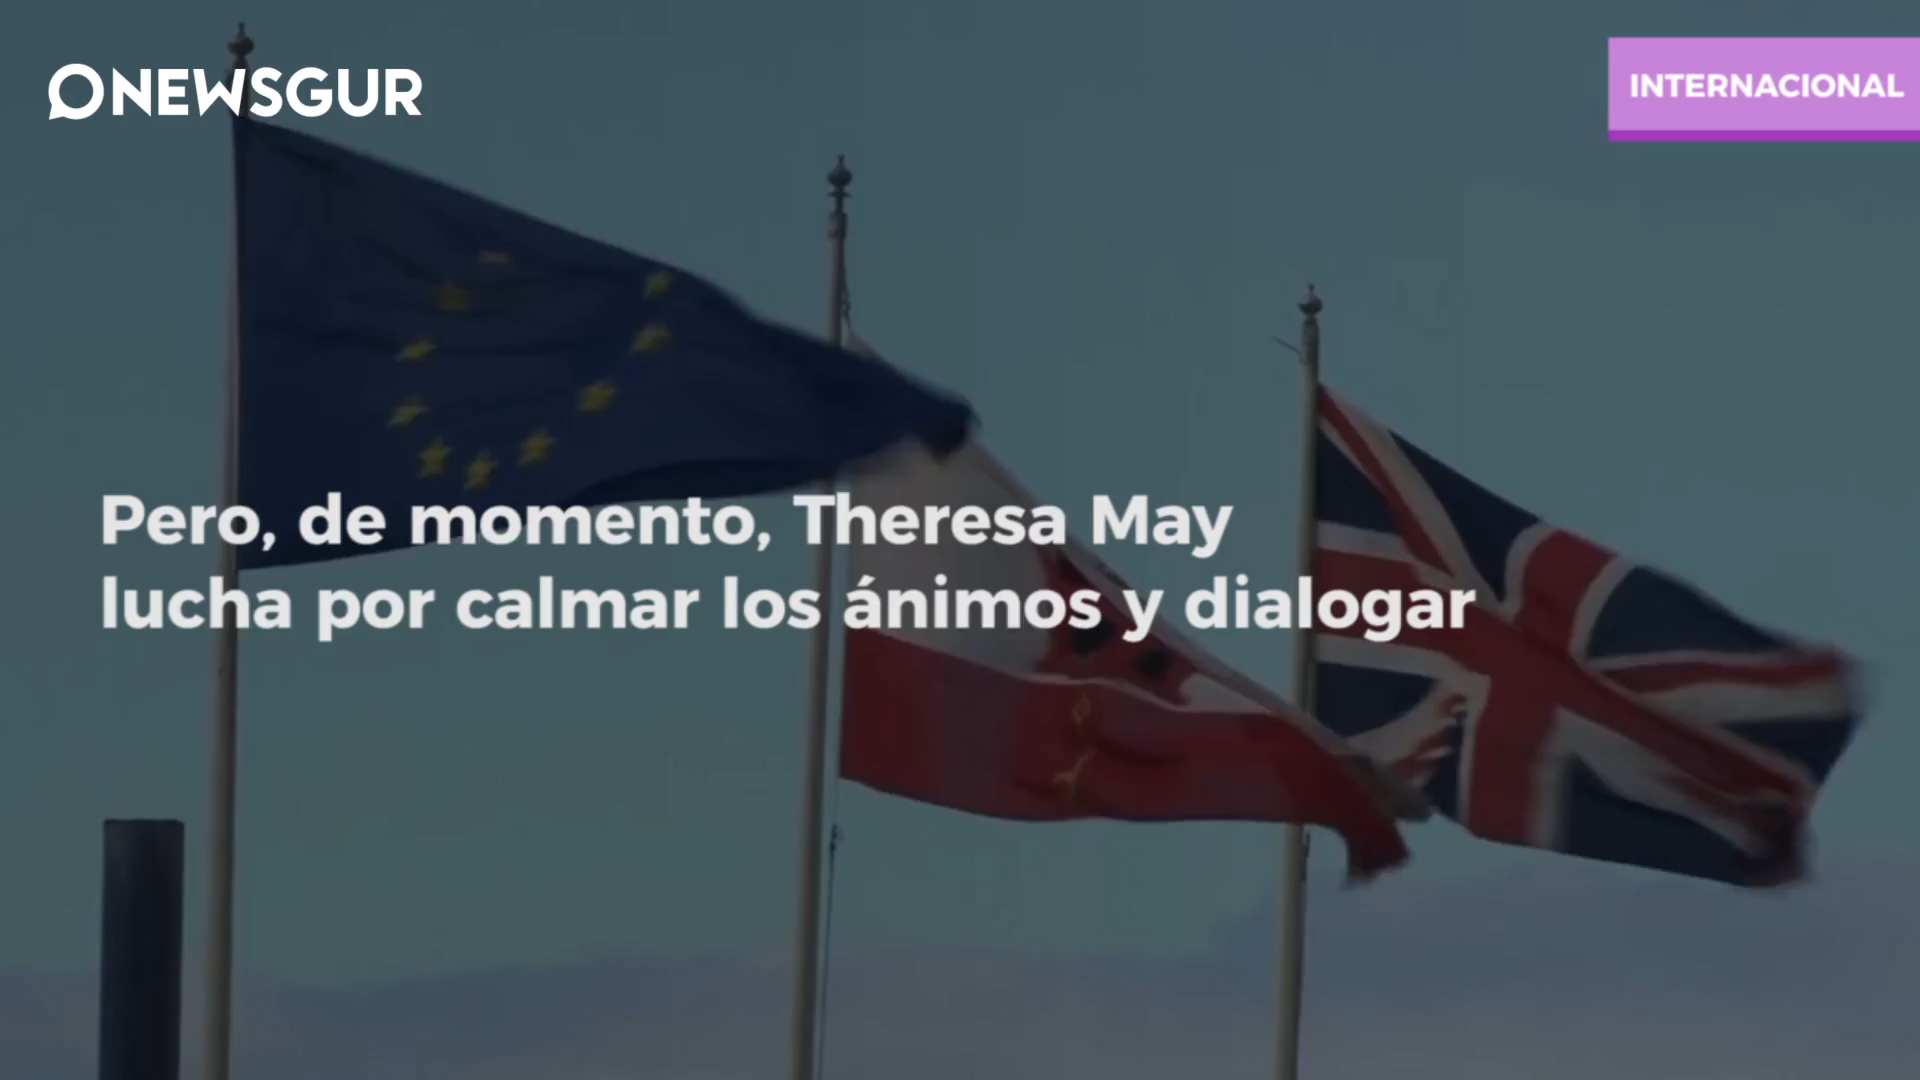 NEWSGUR
INTERNACIONAL
Pero, de momento, Theresa May
lucha por calmar los ánimos y dialogar